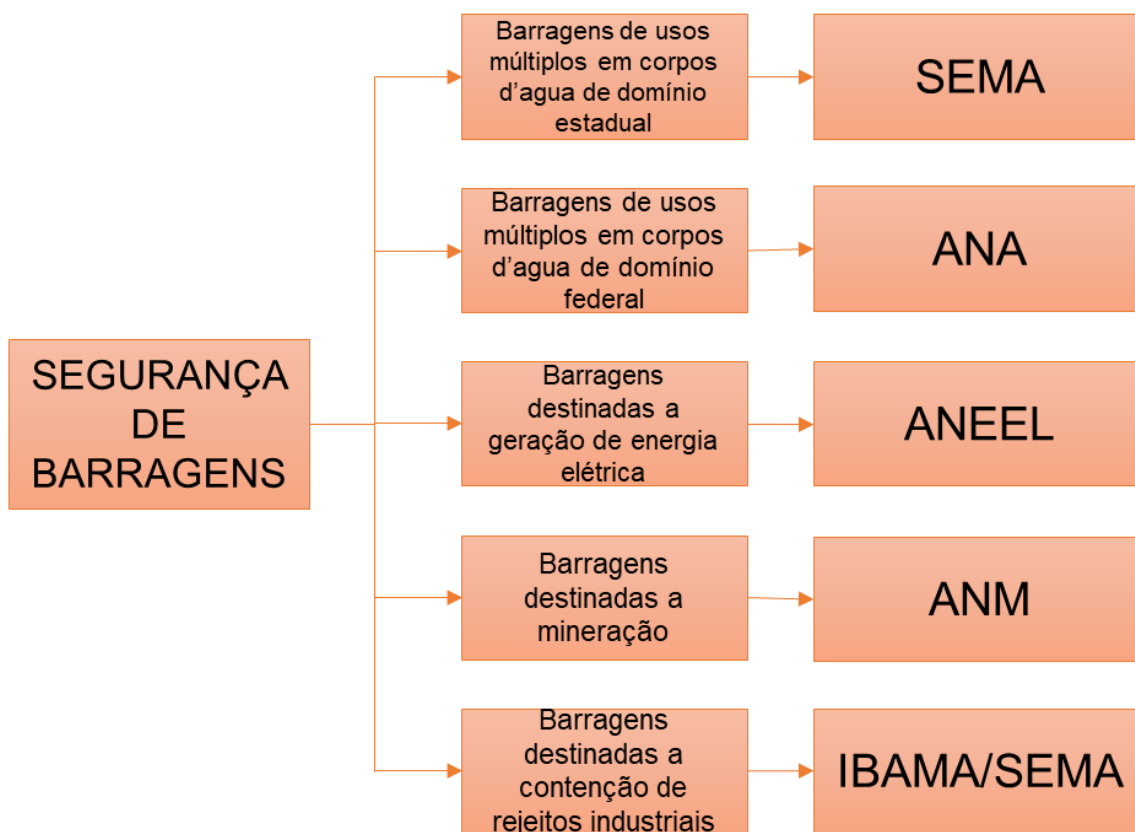 Barragens de usos
múltiplos em corpos
d’agua de domínio
estadual
SEMA
Barragens de usos
múltiplos em corpos
d’agua de domínio
federal
ANA
SEGURANÇA
DE
BARRAGENS
Barragens
destinadas a
geração de energia
elétrica
ANEEL
Barragens
destinadas a
mineração
ANM
Barragens
destinadas a
contenção de
rejeitos industriais
IBAMA/SEMA